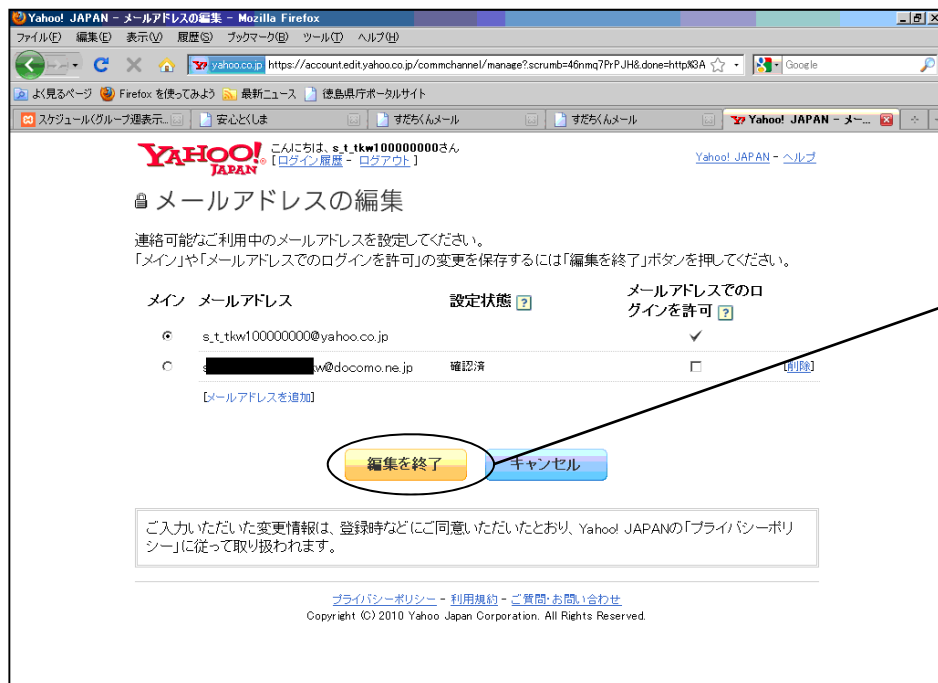 Yahoo! JAPAN - メールアドレスの編集 - Mozilla Firefox
ファイル(F) 編集(E) 表示(V) 履歴(S) ブックマーク(B) ツール(T) ヘルプ(H)
yahoo.co.jp https://account.edit.yahoo.co.jp/commchannel/manage?.scrumb=46nmq7PrPJH&.done=http%3A Google
よく見るページ Firefox を使ってみよう 最新ニュース 徳島県庁ポータルサイト
スケジュール(グループ週表示... 安心とくしま すだちくんメール すだちくんメール Yahoo! JAPAN - メー...
YAHOO! JAPAN こんにちは、s_t_tkw100000000さん
[ログイン履歴 - ログアウト] Yahoo! JAPAN - ヘルプ
メールアドレスの編集
連絡可能なご利用中のメールアドレスを設定してください。
「メイン」や「メールアドレスでのログインを許可」の変更を保存するには「編集を終了」ボタンを押してください。
メイン メールアドレス 設定状態 ? メールアドレスでのログインを許可 ?
s_t_tkw100000000@yahoo.co.jp
w@docomo.ne.jp 確認済 [削除]
[メールアドレスを追加]
編集を終了 キャンセル
ご入力いただいた変更情報は、登録時などにご同意いただいたとおり、Yahoo! JAPANの「プライバシーポリ
シー」に従って取り扱われます。
プライバシーポリシー - 利用規約 - ご質問・お問い合わせ
Copyright (C) 2010 Yahoo Japan Corporation. All Rights Reserved.